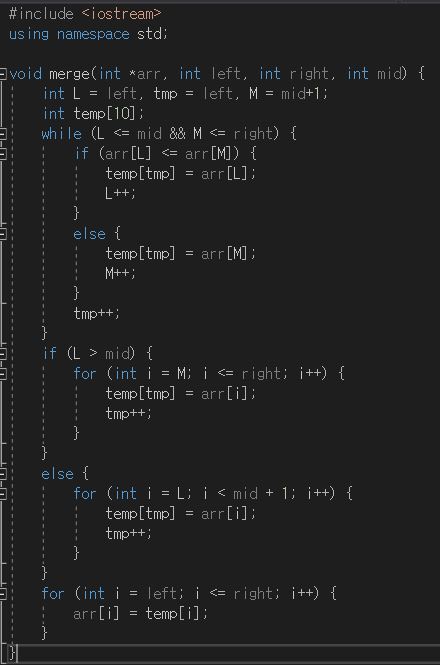 #include <iostream>
using namespace std;
void merge(int *arr, int left, int right, int mid) {
int L = left, tmp = left, M = mid+1;
int temp[10];
while (L <= mid && M <= right) {
if (arr[L] <= arr[M]) {
temp[tmp] = arr[L];
L++;
}
else {
temp[tmp] = arr[M];
M++;
}
tmp++;
}
if (L > mid) {
for (int i = M; i <= right; i++) {
temp[tmp] = arr[i];
tmp++;
}
}
else {
for (int i = L; i < mid + 1; i++) {
temp[tmp] = arr[i];
tmp++;
}
}
for (int i = left; i <= right; i++) {
arr[i] = temp[i];
}
}